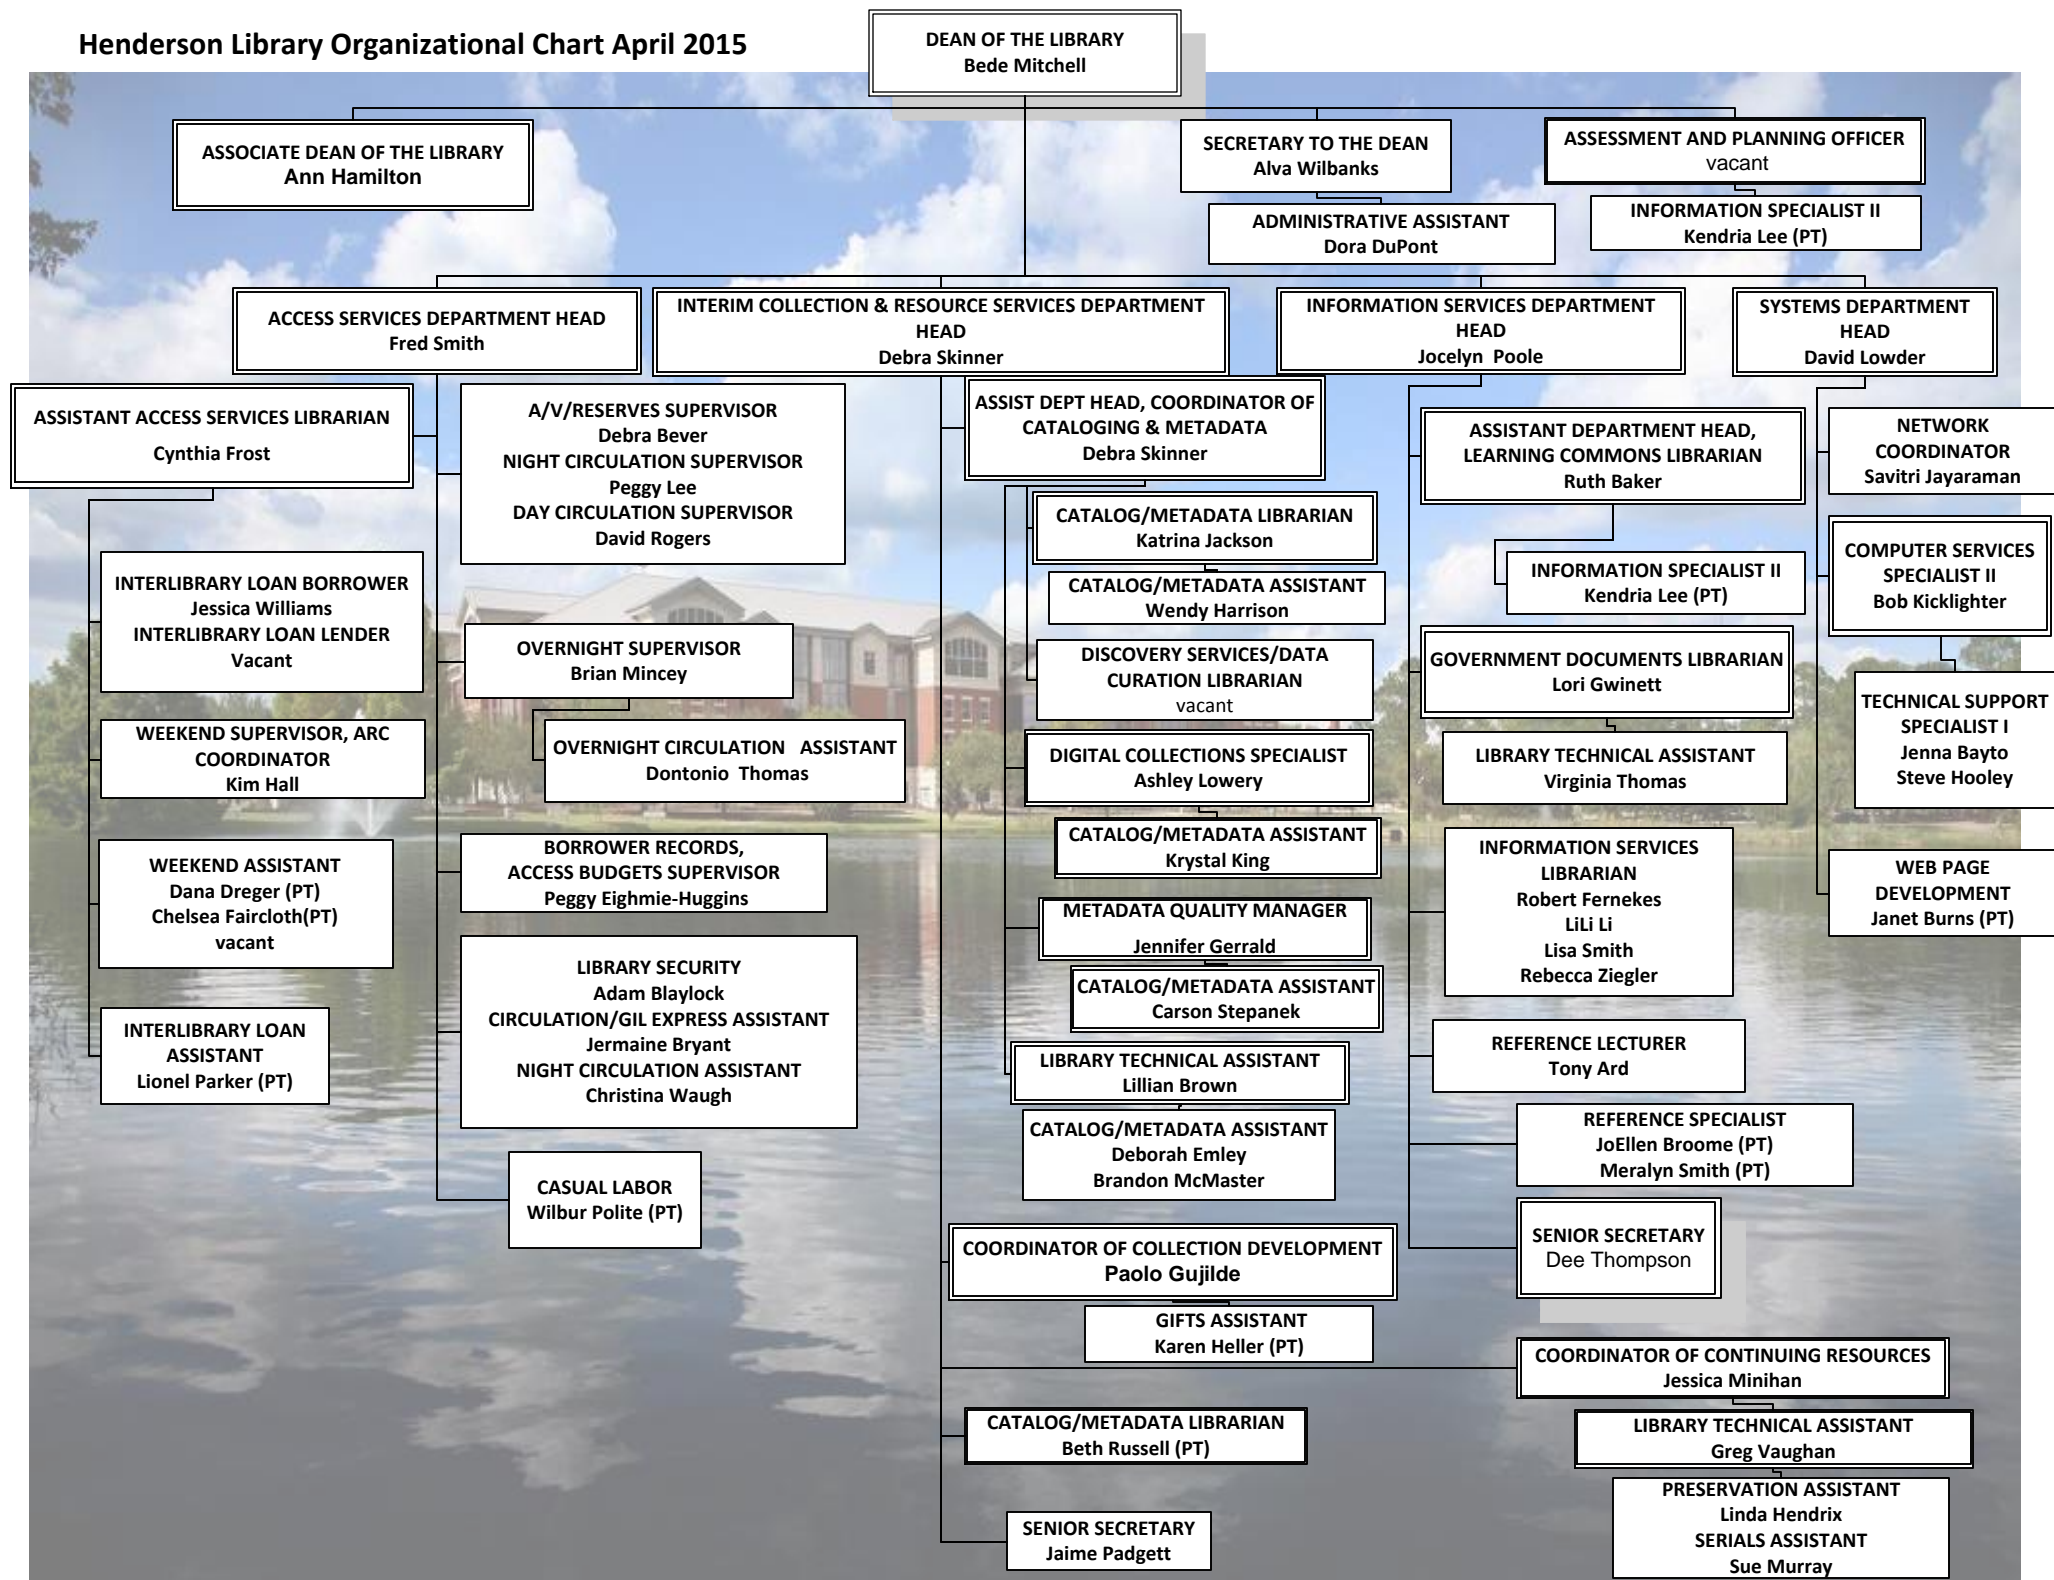 Henderson Library Organizational Chart April 2015
DEAN OF THE LIBRARY
Bede Mitchell
ASSOCIATE DEAN OF THE LIBRARY
Ann Hamilton
SECRETARY TO THE DEAN
Alva Wilbanks
ADMINISTRATIVE ASSISTANT
Dora DuPont
ASSESSMENT AND PLANNING OFFICER
vacant
INFORMATION SPECIALIST II
Kendria Lee (PT)
ACCESS SERVICES DEPARTMENT HEAD
Fred Smith
ASSISTANT ACCESS SERVICES LIBRARIAN
Cynthia Frost
INTERLIBRARY LOAN BORROWER
Jessica Williams
INTERLIBRARY LOAN LENDER
Vacant
WEEKEND SUPERVISOR, ARC
COORDINATOR
Kim Hall
WEEKEND ASSISTANT
Dana Dreger (PT)
Chelsea Faircloth(PT)
vacant
INTERLIBRARY LOAN
ASSISTANT
Lionel Parker (PT)
A/V/RESERVES SUPERVISOR
Debra Bever
NIGHT CIRCULATION SUPERVISOR
Peggy Lee
DAY CIRCULATION SUPERVISOR
David Rogers
OVERNIGHT SUPERVISOR
Brian Mincey
OVERNIGHT CIRCULATION ASSISTANT
Dontonio Thomas
BORROWER RECORDS,
ACCESS BUDGETS SUPERVISOR
Peggy Eighmie-Huggins
LIBRARY SECURITY
Adam Blaylock
CIRCULATION/GIL EXPRESS ASSISTANT
Jermaine Bryant
NIGHT CIRCULATION ASSISTANT
Christina Waugh
CASUAL LABOR
Wilbur Polite (PT)
INTERIM COLLECTION & RESOURCE SERVICES DEPARTMENT
HEAD
Debra Skinner
ASSIST DEPT HEAD, COORDINATOR OF
CATALOGING & METADATA
Debra Skinner
CATALOG/METADATA LIBRARIAN
Katrina Jackson
CATALOG/METADATA ASSISTANT
Wendy Harrison
DISCOVERY SERVICES/DATA
CURATION LIBRARIAN
vacant
DIGITAL COLLECTIONS SPECIALIST
Ashley Lowery
CATALOG/METADATA ASSISTANT
Krystal King
METADATA QUALITY MANAGER
Jennifer Gerrald
CATALOG/METADATA ASSISTANT
Carson Stepanek
LIBRARY TECHNICAL ASSISTANT
Lillian Brown
CATALOG/METADATA ASSISTANT
Deborah Emley
Brandon McMaster
COORDINATOR OF COLLECTION DEVELOPMENT
Paolo Gujilde
GIFTS ASSISTANT
Karen Heller (PT)
COORDINATOR OF CONTINUING RESOURCES
Jessica Minihan
LIBRARY TECHNICAL ASSISTANT
Greg Vaughan
PRESERVATION ASSISTANT
Linda Hendrix
SERIALS ASSISTANT
Sue Murray
CATALOG/METADATA LIBRARIAN
Beth Russell (PT)
SENIOR SECRETARY
Jaime Padgett
INFORMATION SERVICES DEPARTMENT
HEAD
Jocelyn Poole
ASSISTANT DEPARTMENT HEAD,
LEARNING COMMONS LIBRARIAN
Ruth Baker
INFORMATION SPECIALIST II
Kendria Lee (PT)
GOVERNMENT DOCUMENTS LIBRARIAN
Lori Gwinett
LIBRARY TECHNICAL ASSISTANT
Virginia Thomas
INFORMATION SERVICES
LIBRARIAN
Robert Fernekes
LiLi Li
Lisa Smith
Rebecca Ziegler
REFERENCE LECTURER
Tony Ard
REFERENCE SPECIALIST
JoEllen Broome (PT)
Meralyn Smith (PT)
SENIOR SECRETARY
Dee Thompson
SYSTEMS DEPARTMENT
HEAD
David Lowder
NETWORK
COORDINATOR
Savitri Jayaraman
COMPUTER SERVICES
SPECIALIST II
Bob Kicklighter
TECHNICAL SUPPORT
SPECIALIST I
Jenna Bayto
Steve Hooley
WEB PAGE
DEVELOPMENT
Janet Burns (PT)